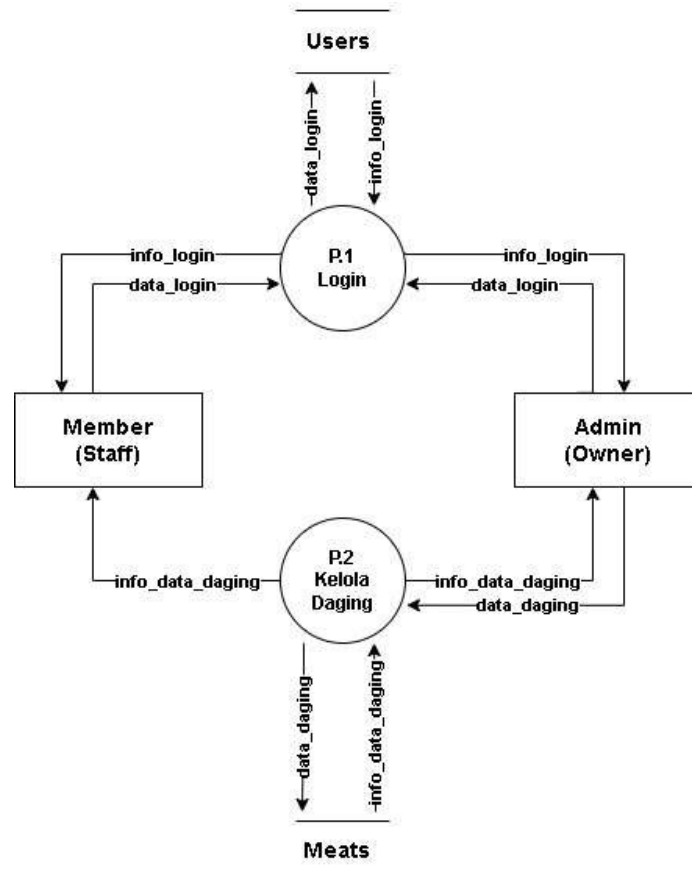 Users
data_login
info_login
P.1
Login
info_login
data_login
info_login
data_login
Member
(Staff)
Admin
(Owner)
P.2
Kelola
Daging
info_data_daging
info_data_daging
data_daging
data_daging
info_data_daging
Meats